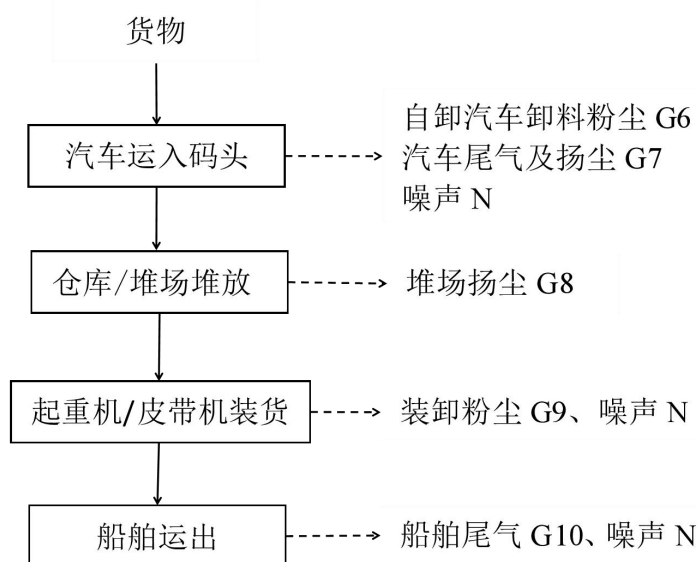 货物
汽车运入码头
自卸汽车卸料粉尘 G6
汽车尾气及扬尘 G7
噪声 N
仓库/堆场堆放
堆场扬尘 G8
起重机/皮带机装货
装卸粉尘 G9、噪声 N
船舶运出
船舶尾气 G10、噪声 N